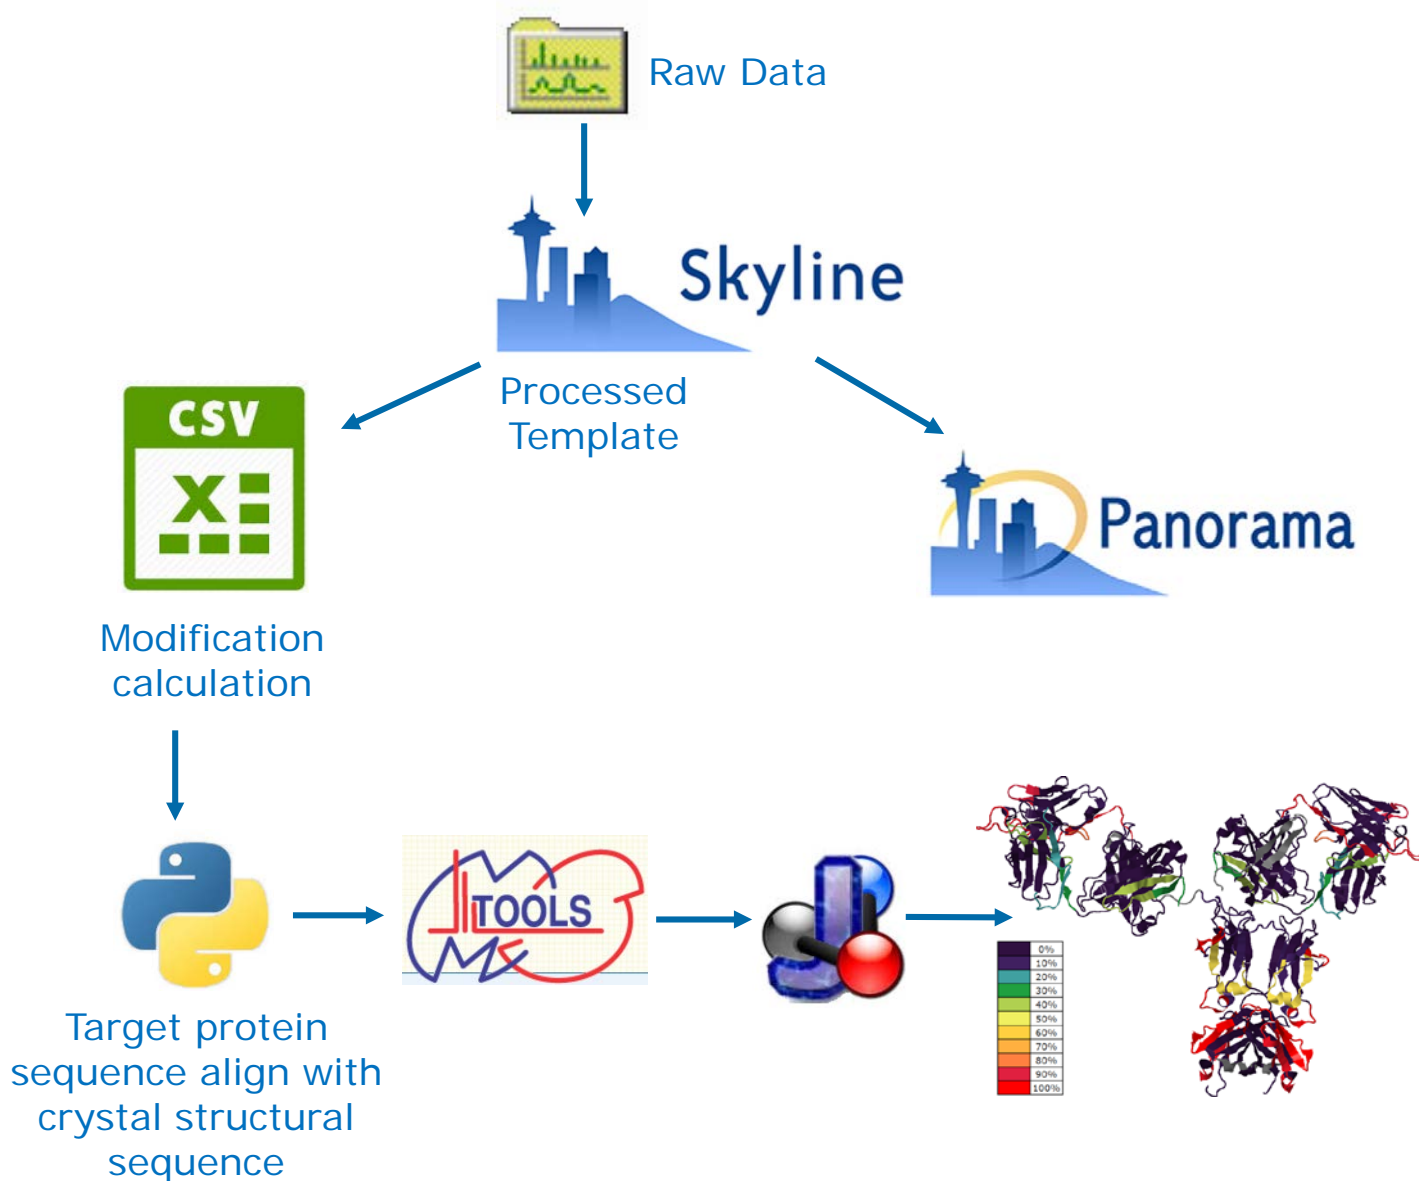 Raw Data
Skyline
Processed
Template
CSV
X
Panorama
Modification
calculation
TOOLS
Target protein
sequence align with
crystal structural
sequence
0%
10%
20%
30%
40%
50%
60%
70%
80%
90%
100%